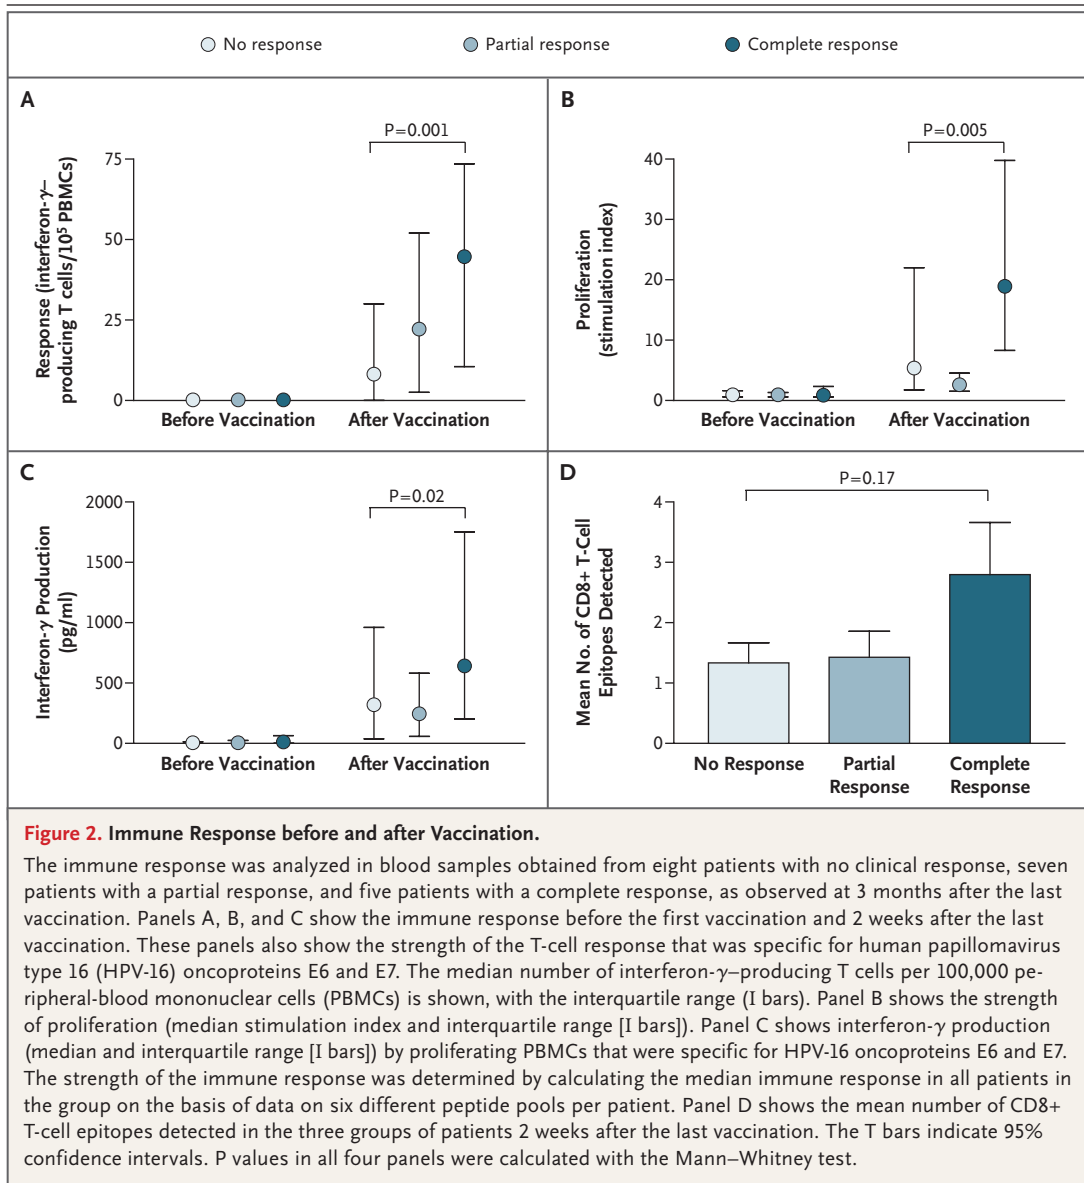 No response
Partial response
Complete response
A
P=0.001
Response (interferon-γ–
producing T cells/10⁵ PBMCs)
75
50
25
0
Before Vaccination
After Vaccination
B
P=0.005
Proliferation
(stimulation index)
40
30
20
10
0
Before Vaccination
After Vaccination
C
P=0.02
Interferon-γ Production
(pg/ml)
2000
1500
1000
500
0
Before Vaccination
After Vaccination
D
P=0.17
Mean No. of CD8+ T-Cell
Epitopes Detected
4
3
2
1
0
No Response
Partial
Response
Complete
Response
Figure 2. Immune Response before and after Vaccination.
The immune response was analyzed in blood samples obtained from eight patients with no clinical response, seven
patients with a partial response, and five patients with a complete response, as observed at 3 months after the last
vaccination. Panels A, B, and C show the immune response before the first vaccination and 2 weeks after the last
vaccination. These panels also show the strength of the T-cell response that was specific for human papillomavirus
type 16 (HPV-16) oncoproteins E6 and E7. The median number of interferon-γ–producing T cells per 100,000 pe-
ripheral-blood mononuclear cells (PBMCs) is shown, with the interquartile range (I bars). Panel B shows the strength
of proliferation (median stimulation index and interquartile range [I bars]). Panel C shows interferon-γ production
(median and interquartile range [I bars]) by proliferating PBMCs that were specific for HPV-16 oncoproteins E6 and E7.
The strength of the immune response was determined by calculating the median immune response in all patients in
the group on the basis of data on six different peptide pools per patient. Panel D shows the mean number of CD8+
T-cell epitopes detected in the three groups of patients 2 weeks after the last vaccination. The T bars indicate 95%
confidence intervals. P values in all four panels were calculated with the Mann–Whitney test.